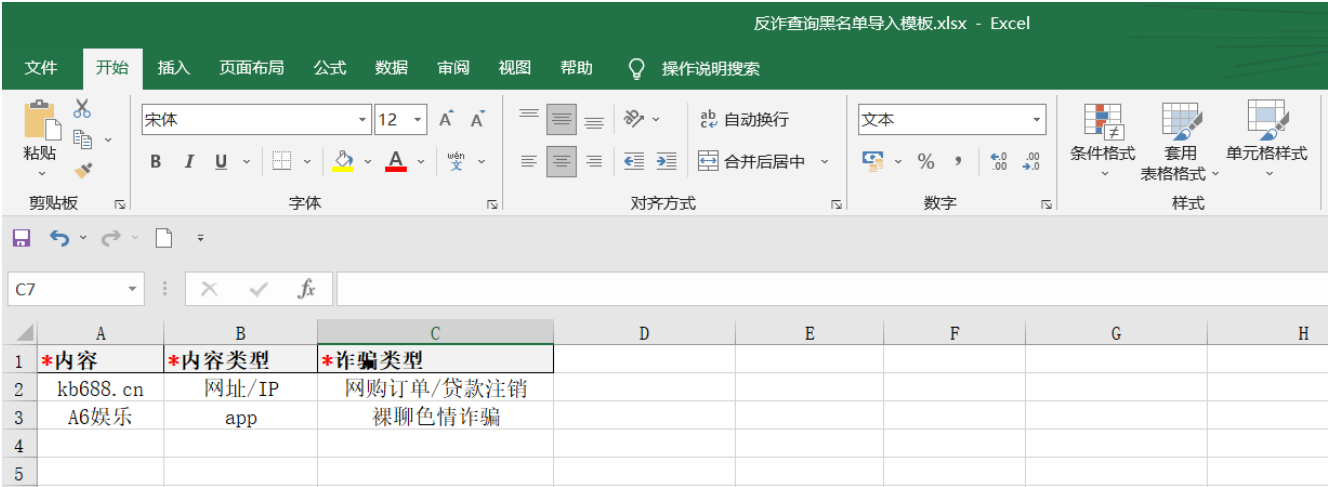 反诈查询黑名单导入模板.xlsx - Excel
文件 开始 插入 页面布局 公式 数据 审阅 视图 帮助 操作说明搜索
宋体 12 A A ab 自动换行 文本
粘贴 B I U A wén 文 合并后居中 % , .00 .0 条件格式 套用 表格格式 单元格样式
剪贴板 字体 对齐方式 数字 样式
C7 fx
A B C D E F G H
1 *内容 *内容类型 *诈骗类型
2 kb688.cn 网址/IP 网购订单/贷款注销
3 A6娱乐 app 裸聊色情诈骗
4
5